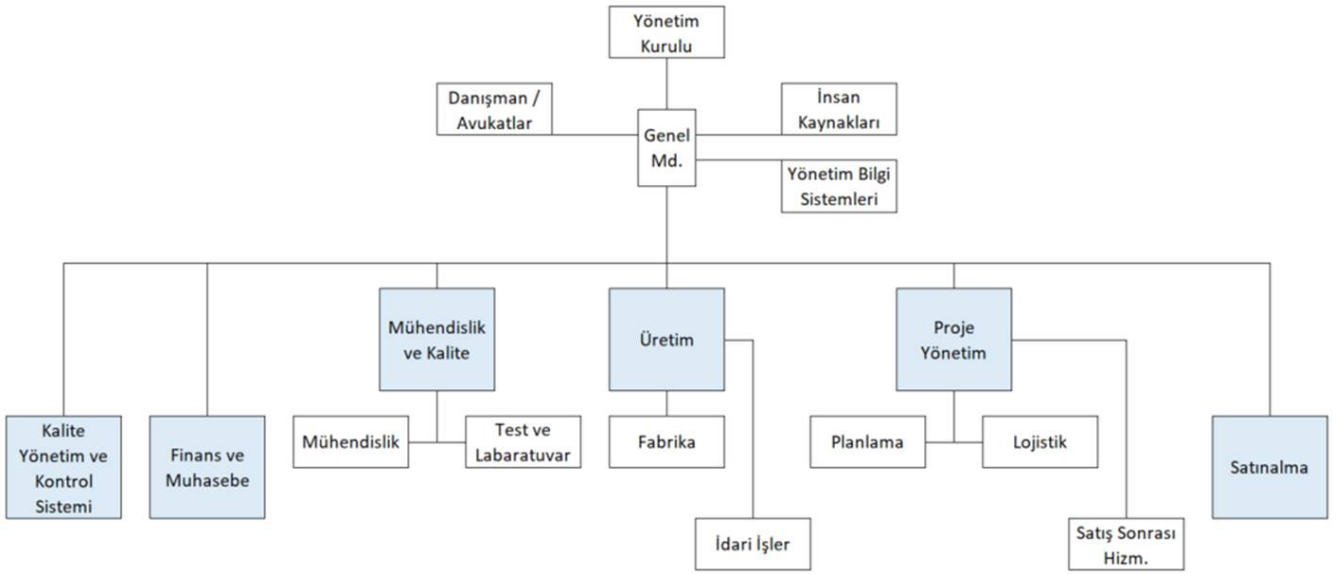 Yönetim
Kurulu
Danışman /
Avukatlar
İnsan
Kaynakları
Genel
Md.
Yönetim Bilgi
Sistemleri
Mühendislik
ve Kalite
Üretim
Proje
Yönetim
Kalite
Yönetim ve
Kontrol
Sistemi
Finans ve
Muhasebe
Mühendislik
Test ve
Labaratuvar
Fabrika
Planlama
Lojistik
Satınalma
İdari İşler
Satış Sonrası
Hizm.